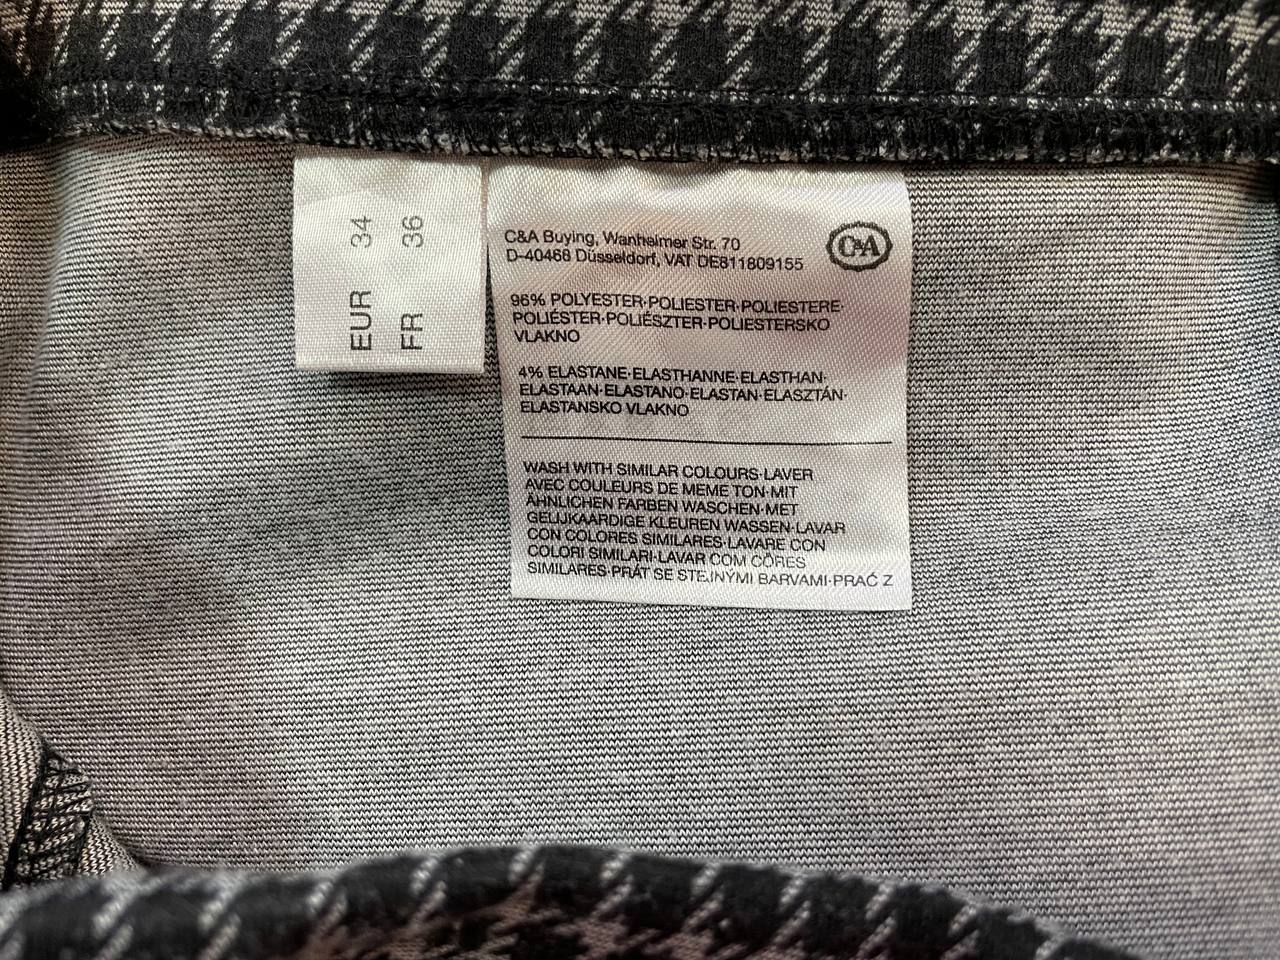 EUR 34
FR 36
C&A Buying, Wanheimer Str. 70
D-40468 Düsseldorf, VAT DE811809155
C&A
96% POLYESTER·POLIESTER·POLIESTERE·
POLIÉSTER·POLIÉSZTER·POLIESTERSKO
VLAKNO
4% ELASTANE·ELASTHANNE·ELASTHAN·
ELASTAAN·ELASTANO·ELASTAN·ELASZTÁN·
ELASTANSKO VLAKNO
WASH WITH SIMILAR COLOURS·LAVER
AVEC COULEURS DE MEME TON·MIT
ÄHNLICHEN FARBEN WASCHEN·MET
GELIJKAARDIGE KLEUREN WASSEN·LAVAR
CON COLORES SIMILARES·LAVARE CON
COLORI SIMILARI·LAVAR COM CÔRES
SIMILARES·PRÁT SE STEJNÝMI BARVAMI·PRAĆ Z